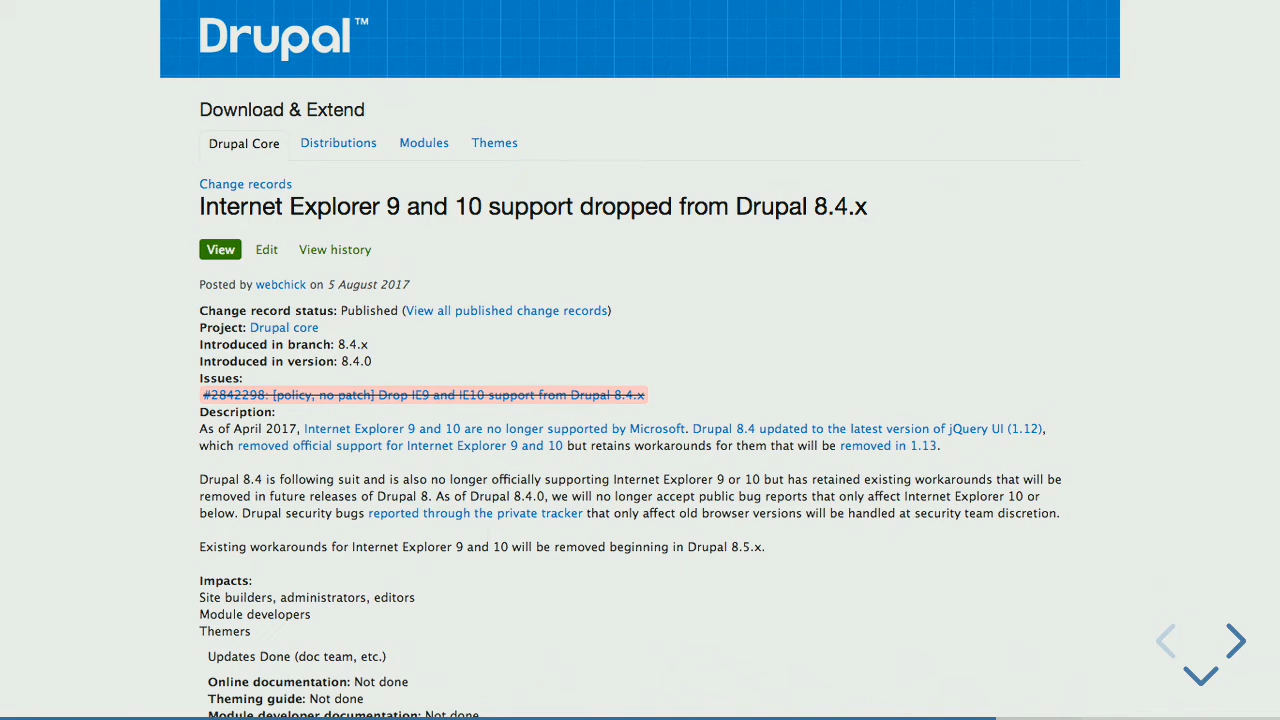 Drupal™
Download & Extend
Drupal Core Distributions Modules Themes
Change records
Internet Explorer 9 and 10 support dropped from Drupal 8.4.x
View Edit View history
Posted by webchick on 5 August 2017
Change record status: Published (View all published change records)
Project: Drupal core
Introduced in branch: 8.4.x
Introduced in version: 8.4.0
Issues:
#2842298: [policy, no patch] Drop IE9 and IE10 support from Drupal 8.4.x
Description:
As of April 2017, Internet Explorer 9 and 10 are no longer supported by Microsoft. Drupal 8.4 updated to the latest version of jQuery UI (1.12),
which removed official support for Internet Explorer 9 and 10 but retains workarounds for them that will be removed in 1.13.
Drupal 8.4 is following suit and is also no longer officially supporting Internet Explorer 9 or 10 but has retained existing workarounds that will be
removed in future releases of Drupal 8. As of Drupal 8.4.0, we will no longer accept public bug reports that only affect Internet Explorer 10 or
below. Drupal security bugs reported through the private tracker that only affect old browser versions will be handled at security team discretion.
Existing workarounds for Internet Explorer 9 and 10 will be removed beginning in Drupal 8.5.x.
Impacts:
Site builders, administrators, editors
Module developers
Themers
Updates Done (doc team, etc.)
Online documentation: Not done
Theming guide: Not done
Module developer documentation: Not done